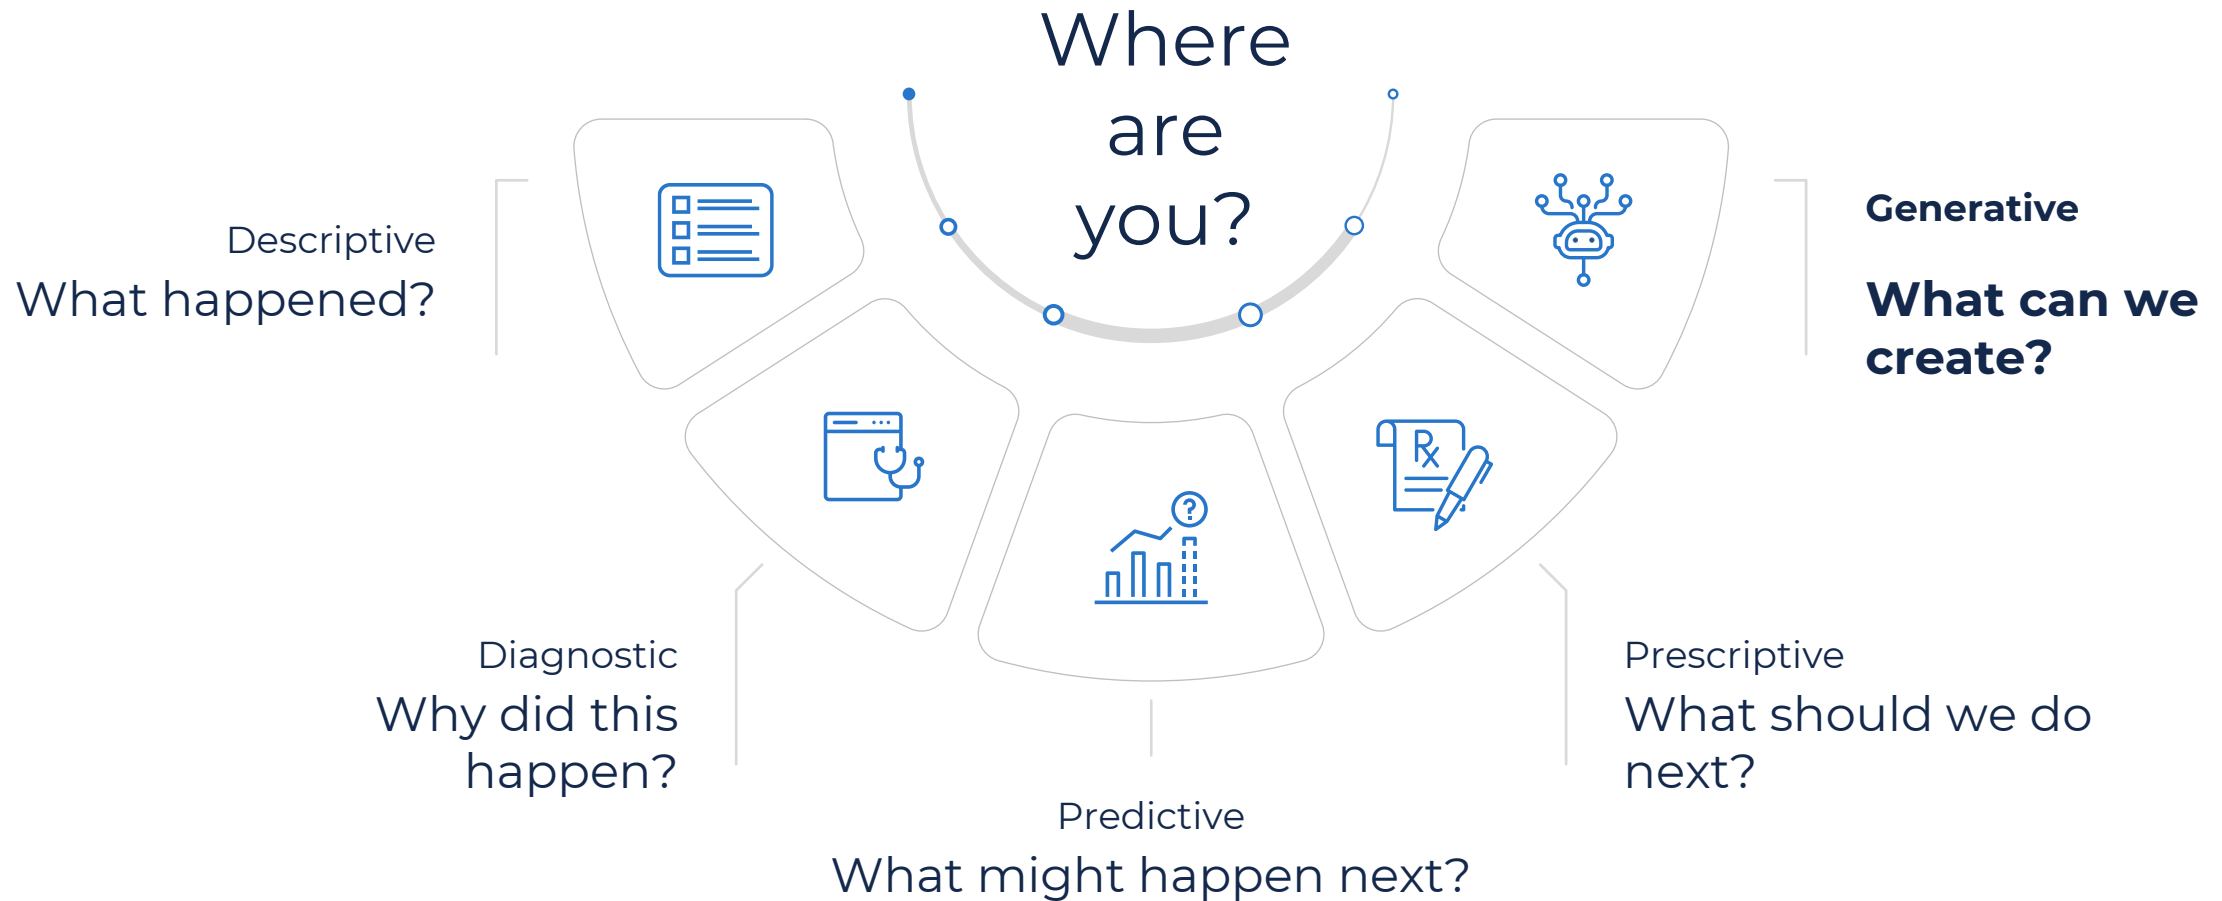 Where
are
you?
Descriptive
What happened?
Diagnostic
Why did this
happen?
Predictive
What might happen next?
Prescriptive
What should we do
next?
Generative
What can we
create?
?
Rx